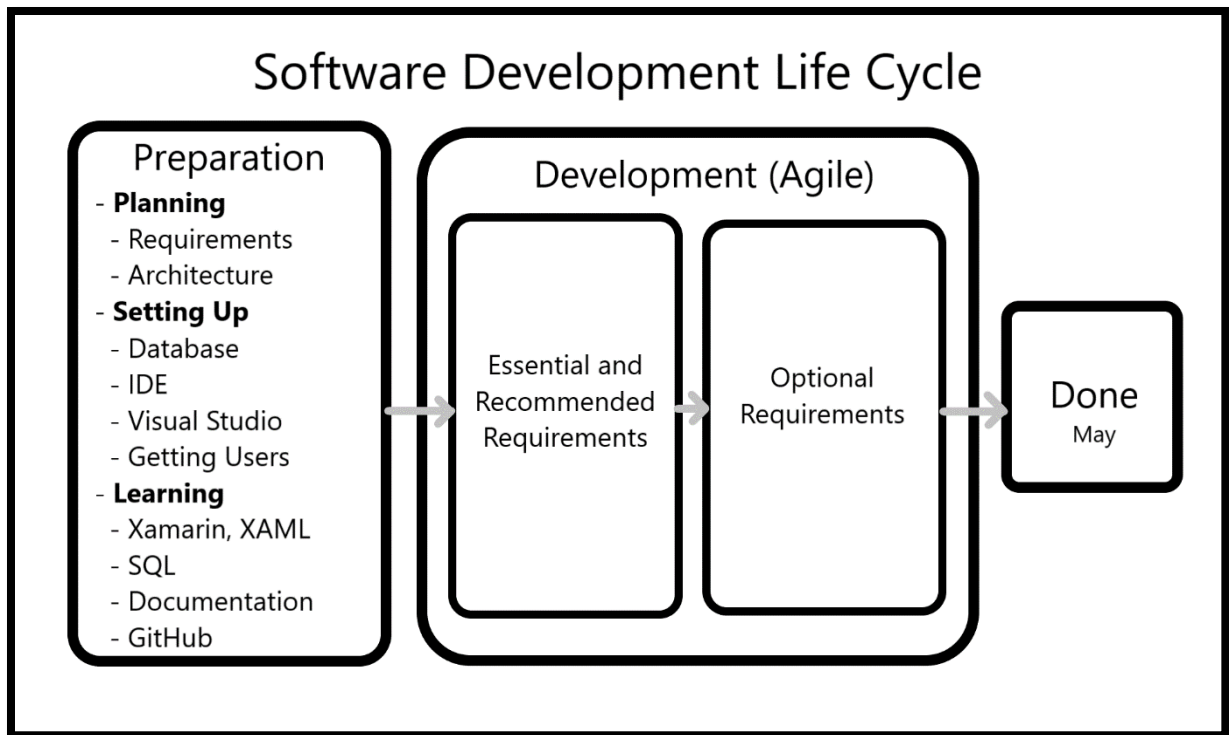 Software Development Life Cycle
Preparation
- Planning
- Requirements
- Architecture
- Setting Up
- Database
- IDE
- Visual Studio
- Getting Users
- Learning
- Xamarin, XAML
- SQL
- Documentation
- GitHub
Development (Agile)
Essential and
Recommended
Requirements
Optional
Requirements
Done
May